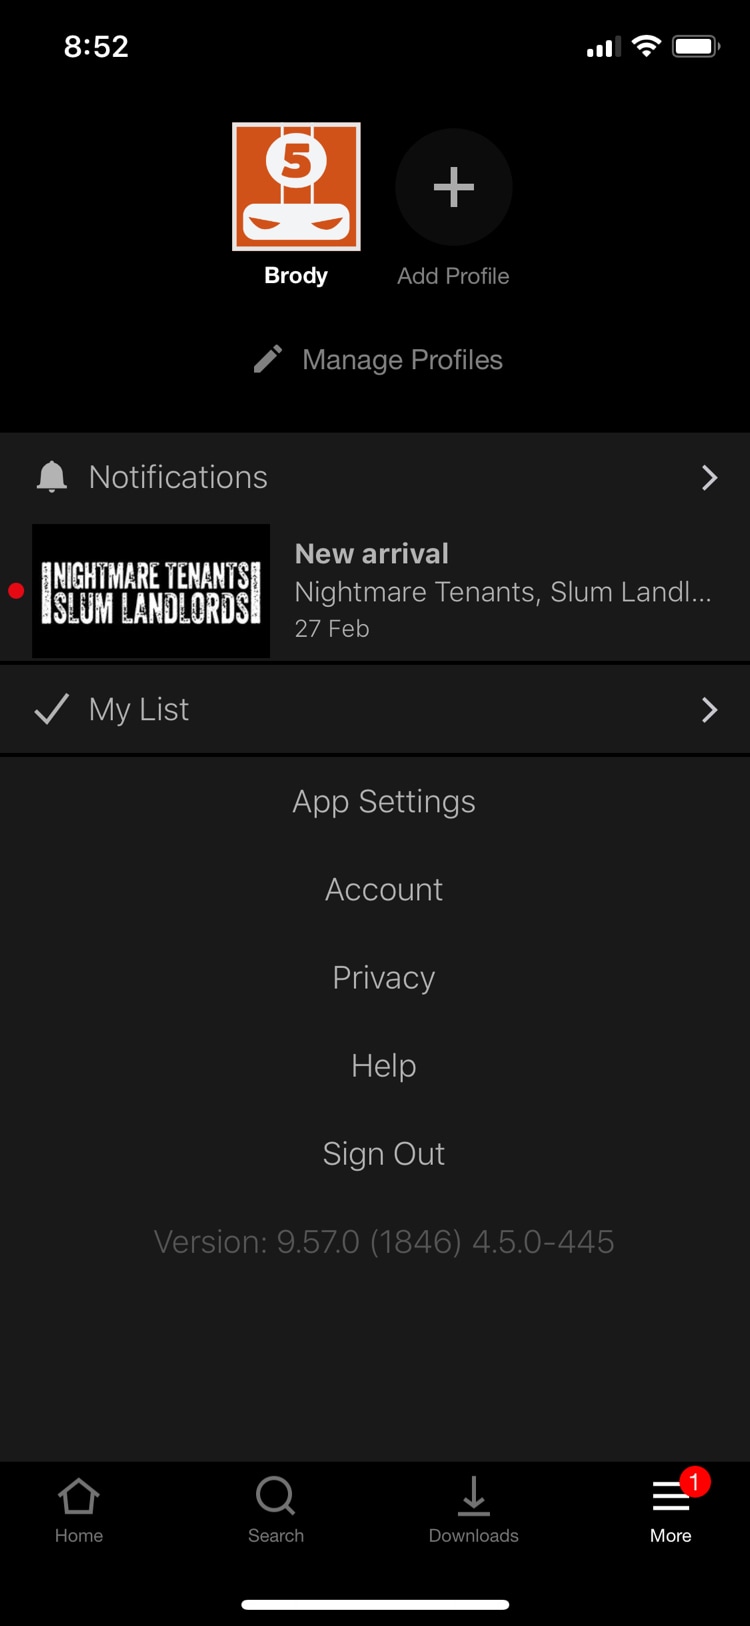 8:52
5
Brody
Add Profile
Manage Profiles
Notifications
NIGHTMARE TENANTS
SLUM LANDLORDS
New arrival
Nightmare Tenants, Slum Landl...
27 Feb
My List
App Settings
Account
Privacy
Help
Sign Out
Version: 9.57.0 (1846) 4.5.0-445
1
Home
Search
Downloads
More